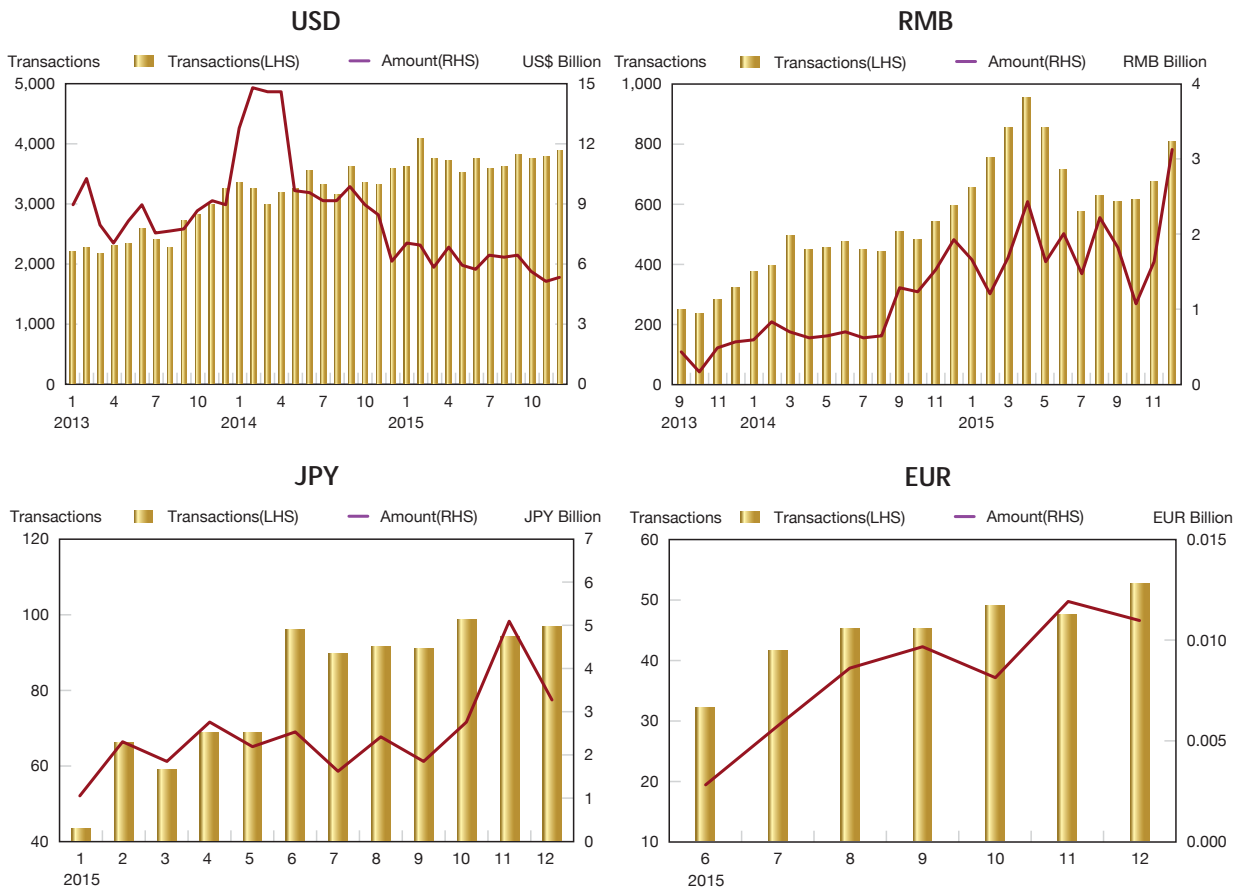 USD
Transactions Transactions(LHS) Amount(RHS) US$ Billion
5,000 15
4,000 12
3,000 9
2,000 6
1,000 3
0 0
1 4 7 10 1 4 7 10 1 4 7 10
2013 2014 2015
RMB
Transactions Transactions(LHS) Amount(RHS) RMB Billion
1,000 4
800 3
600 2
400 1
200 0
0
9 11 1 3 5 7 9 11 1 3 5 7 9 11
2013 2014 2015
JPY
Transactions Transactions(LHS) Amount(RHS) JPY Billion
120 7
100 6
80 5
60 4
40 3
2
1
0
1 2 3 4 5 6 7 8 9 10 11 12
2015
EUR
Transactions Transactions(LHS) Amount(RHS) EUR Billion
60 0.015
50 0.010
40 0.005
30 0.000
20
10
6 7 8 9 10 11 12
2015